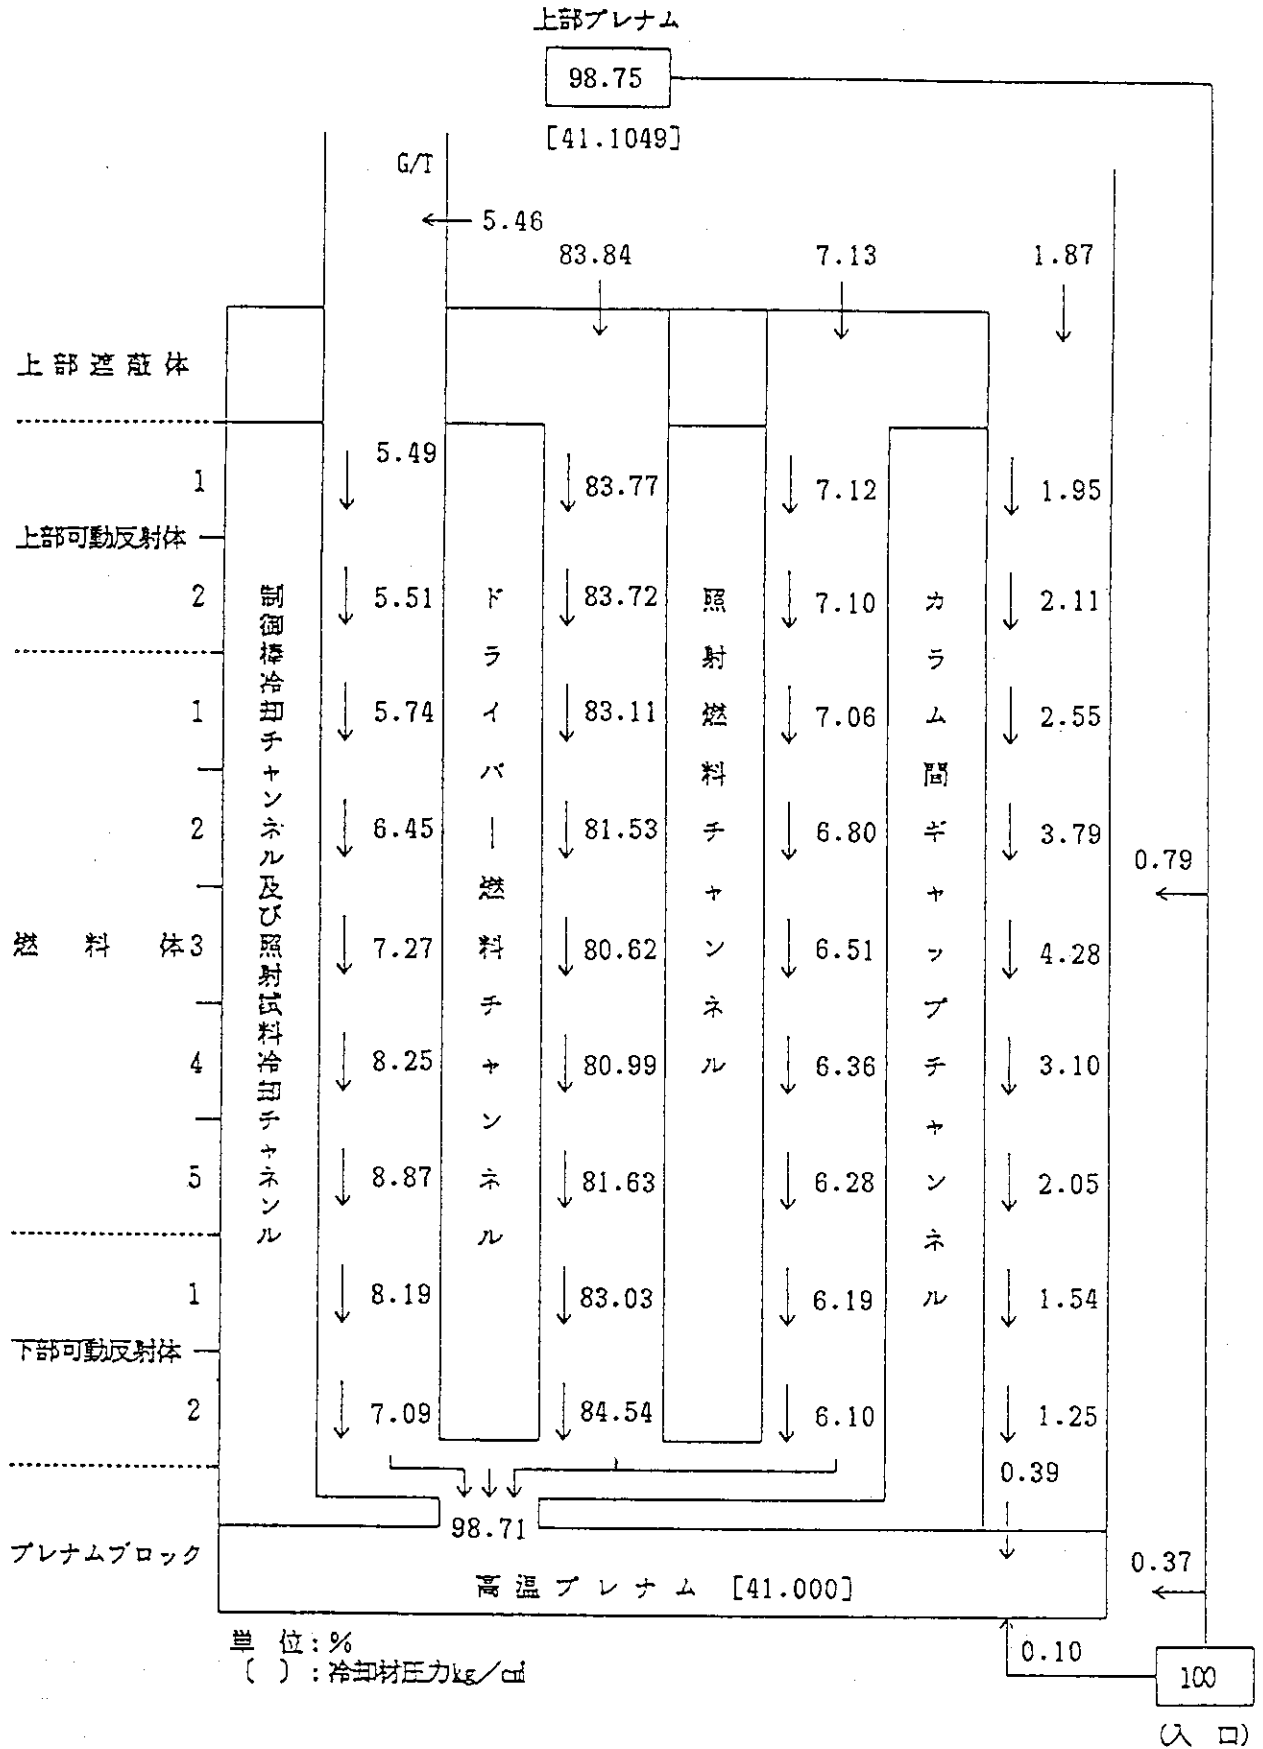 上部プレナム
98.75
[41.1049]
G/T
5.46
83.84 7.13 1.87
上部遮蔽体
1 5.49 83.77 7.12 1.95
上部可動反射体
2 5.51 83.72 7.10 2.11
1 5.74 83.11 7.06 2.55
2 6.45 81.53 6.80 3.79
0.79
燃料体3 7.27 80.62 6.51 4.28
4 8.25 80.99 6.36 3.10
5 8.87 81.63 6.28 2.05
1 8.19 83.03 6.19 1.54
下部可動反射体
2 7.09 84.54 6.10 1.25
制御棒冷却チャンネル及び照射試料冷却チャネンル
ドライバー燃料チャンネル
照射燃料チャンネル
カラム間ギャップチャンネル
0.39
98.71
プレナムブロック
0.37
高温プレナム [41.000]
0.10
100
(入口)
単位:%
( ):冷却材圧力kg/c㎡